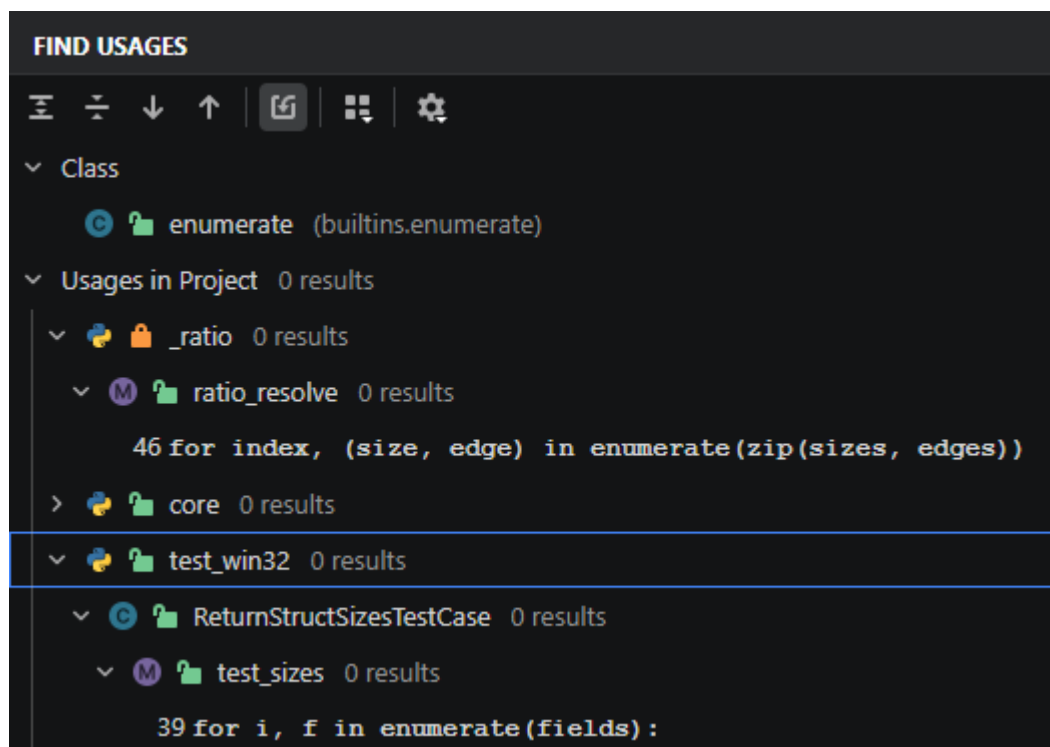 FIND USAGES
Class
enumerate (builtins.enumerate)
Usages in Project 0 results
_ratio 0 results
ratio_resolve 0 results
46 for index, (size, edge) in enumerate(zip(sizes, edges))
core 0 results
test_win32 0 results
ReturnStructSizesTestCase 0 results
test_sizes 0 results
39 for i, f in enumerate(fields):